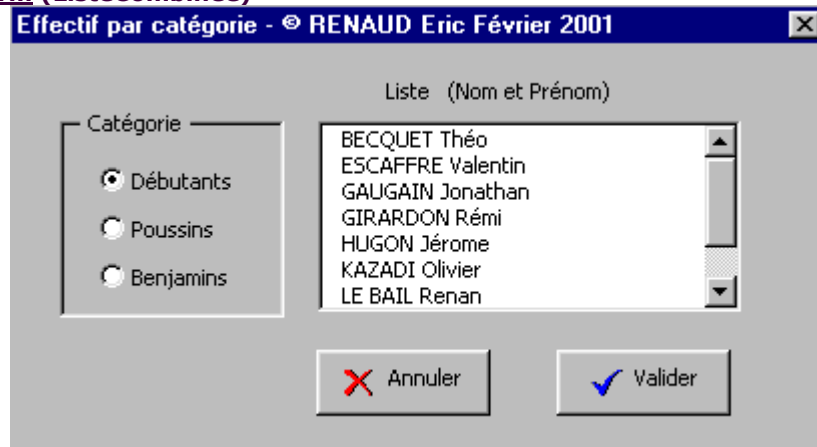 (Listescombinées)
Effectif par catégorie - © RENAUD Eric Février 2001
Liste (Nom et Prénom)
Catégorie
Débutants
Poussins
Benjamins
BECQUET Théo
ESCAFFRE Valentin
GAUGAIN Jonathan
GIRARDON Rémi
HUGON Jérome
KAZADI Olivier
LE BAIL Renan
Annuler
Valider